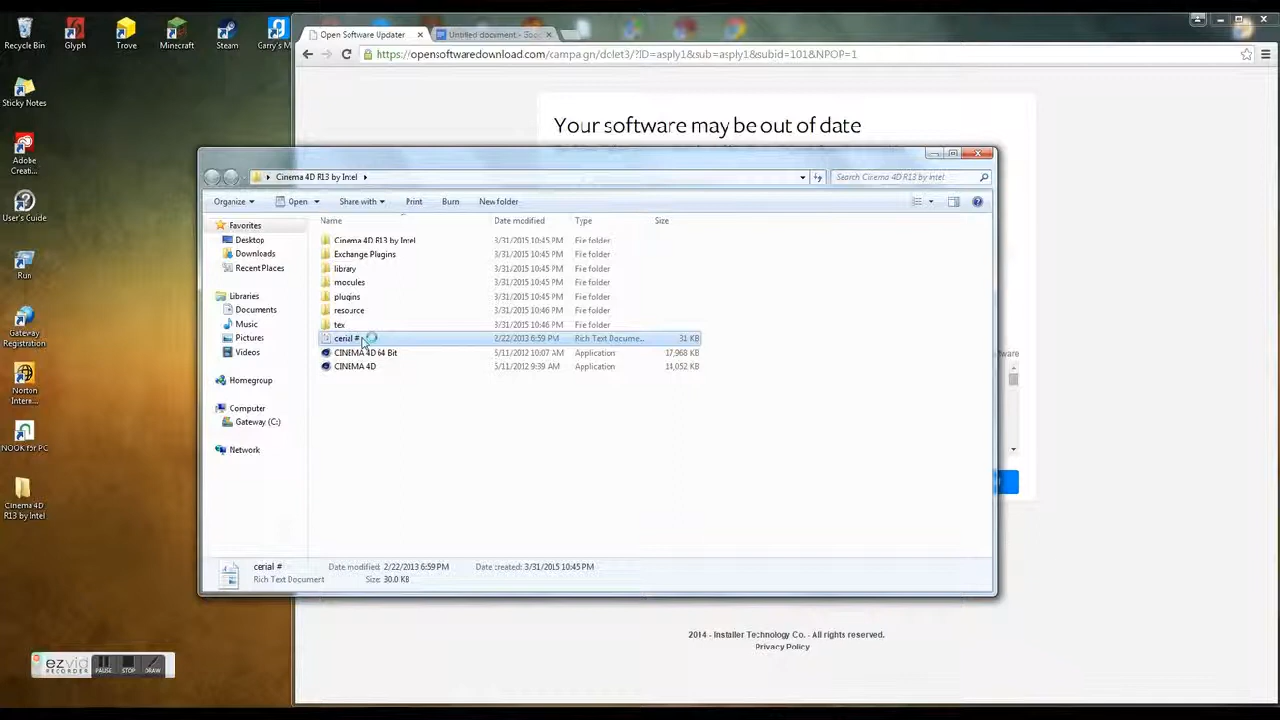 Recycle Bin
Glyph
Trove
Minecraft
Steam
Carry's M
Sticky Notes
Adobe
Creati...
User's Guide
Run
Gateway
Registration
Norton
Intern...
NOOK for PC
Cinema 4D
R13 by Intel
Open Software Updater
Untitled document - Goo
https://opensoftwaredownload.com/campaign/dclet3/?ID=asply1&sub=asply1&subid=101&NPOP=1
Your software may be out of date
Cinema 4D R13 by Intel
Search Cinema 4D R13 by Intel
Organize Open Share with Print Burn New folder
Name Date modified Type Size
Favorites
Desktop
Downloads
Recent Places
Libraries
Documents
Music
Pictures
Videos
Homegroup
Computer
Gateway (C:)
Network
Cinema 4D R13 by Intel 3/31/2015 10:45 PM File folder
Exchange Plugins 3/31/2015 10:45 PM File folder
library 3/31/2015 10:45 PM File folder
modules 3/31/2015 10:45 PM File folder
plugins 3/31/2015 10:45 PM File folder
resource 3/31/2015 10:46 PM File folder
tex 3/31/2015 10:46 PM File folder
cerial # 2/22/2013 6:59 PM Rich Text Docume... 31 KB
CINEMA 4D 64 Bit 5/11/2012 10:07 AM Application 17,968 KB
CINEMA 4D 5/11/2012 9:39 AM Application 14,052 KB
ware
cerial # Date modified: 2/22/2013 6:59 PM Date created: 3/31/2015 10:45 PM
Rich Text Document Size: 30.0 KB
2014 - Installer Technology Co. - All rights reserved.
Privacy Policy
ezvid
RECORDER
PAUSE STOP DRAW